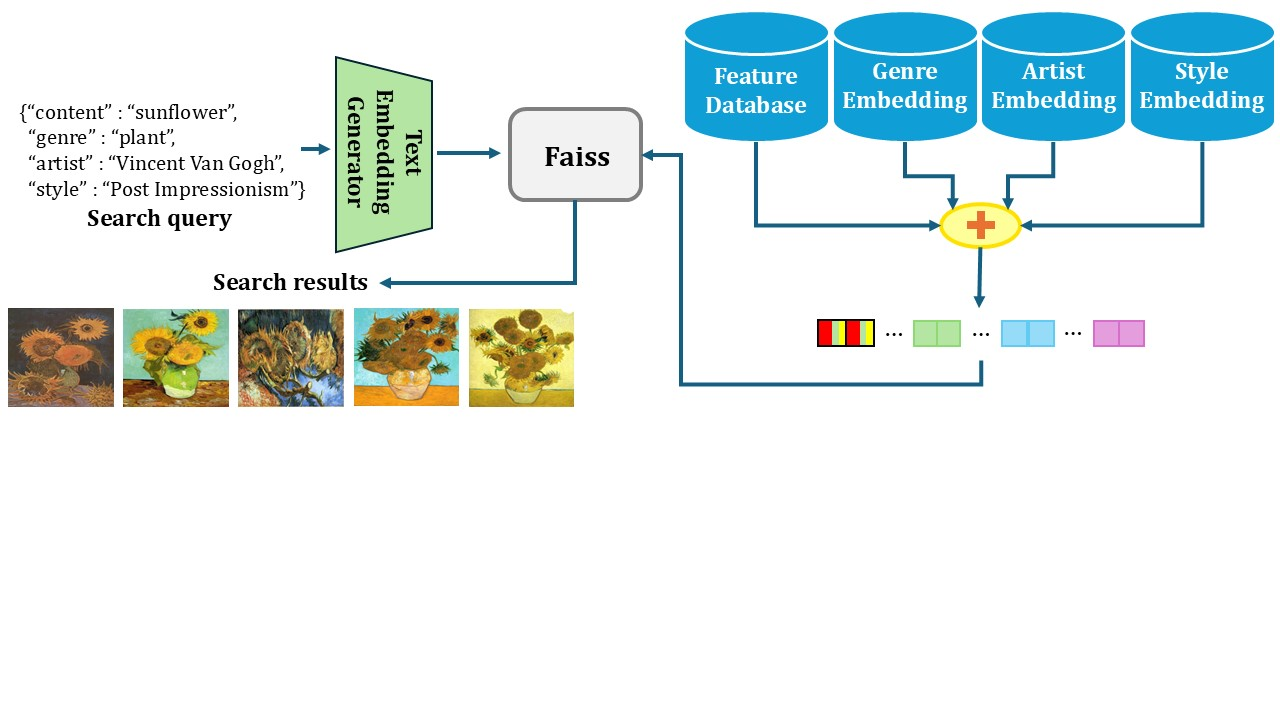 {“content” : “sunflower”,
“genre” : “plant”,
“artist” : “Vincent Van Gogh”,
“style” : “Post Impressionism”}
Search query
Text
Embedding
Generator
Faiss
Feature
Database
Genre
Embedding
Artist
Embedding
Style
Embedding
Search results
... ... ...